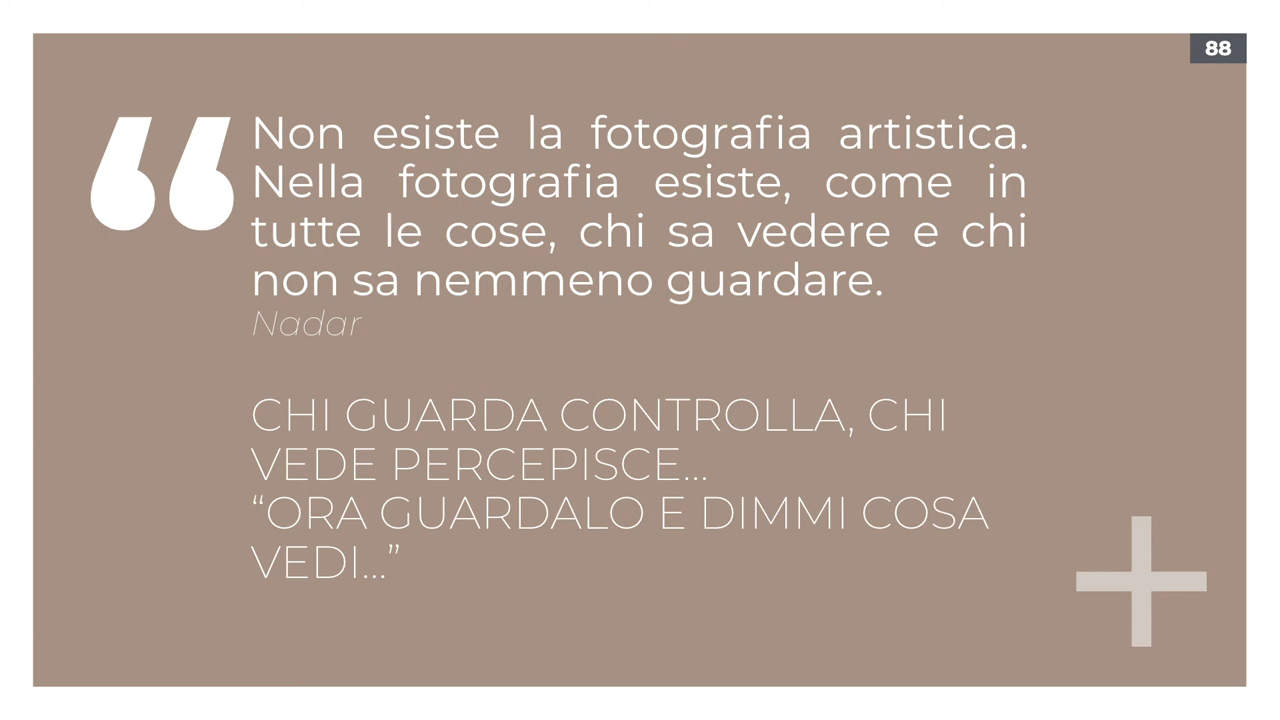 88
“
Non esiste la fotografia artistica.
Nella fotografia esiste, come in
tutte le cose, chi sa vedere e chi
non sa nemmeno guardare.
Nadar
CHI GUARDA CONTROLLA, CHI
VEDE PERCEPISCE...
“ORA GUARDALO E DIMMI COSA
VEDI...”